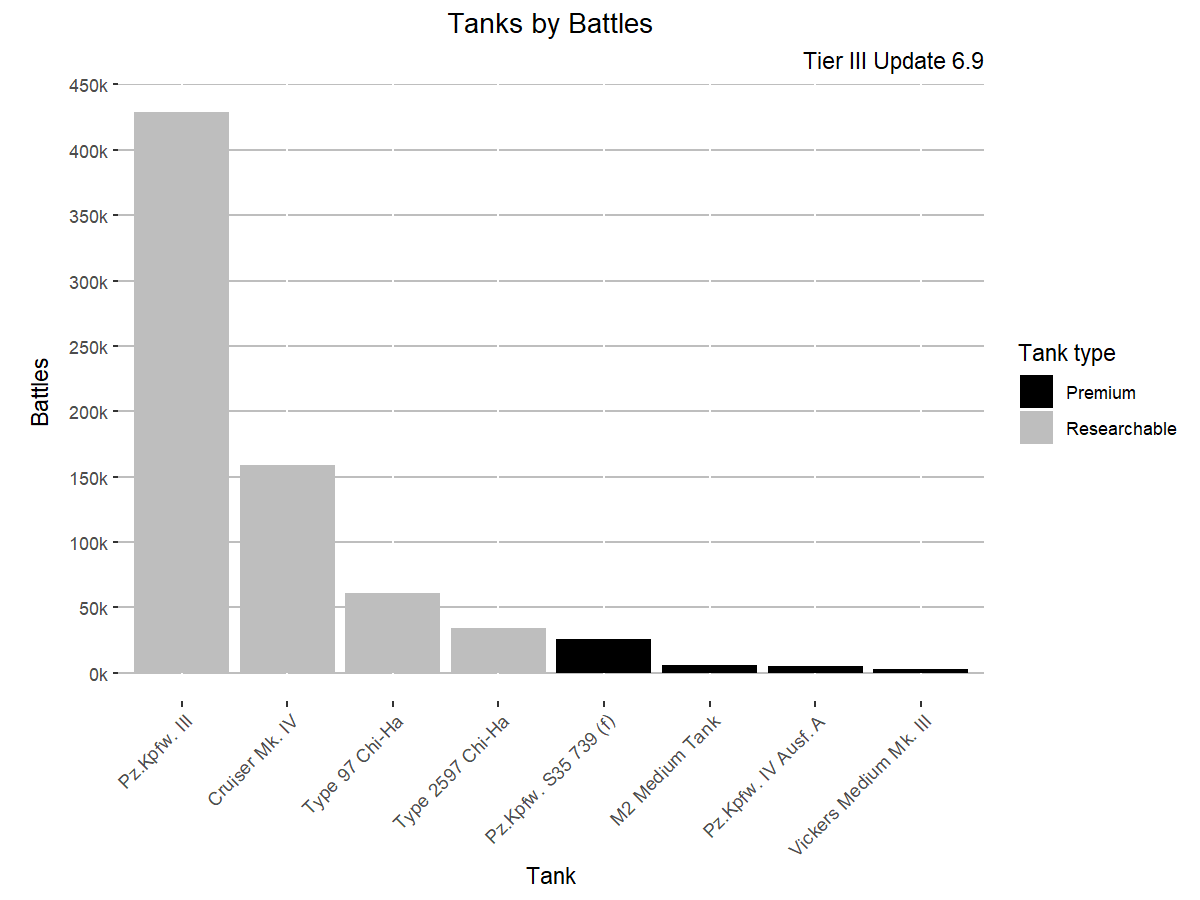 Tanks by Battles
Tier III Update 6.9
450k
400k
350k
300k
250k
200k
150k
100k
50k
0k
Battles
Pz.Kpfw. III
Cruiser Mk. IV
Type 97 Chi-Ha
Type 2597 Chi-Ha
Pz.Kpfw. S35 739 (f)
M2 Medium Tank
Pz.Kpfw. IV Ausf. A
Vickers Medium Mk. III
Tank
Tank type
Premium
Researchable